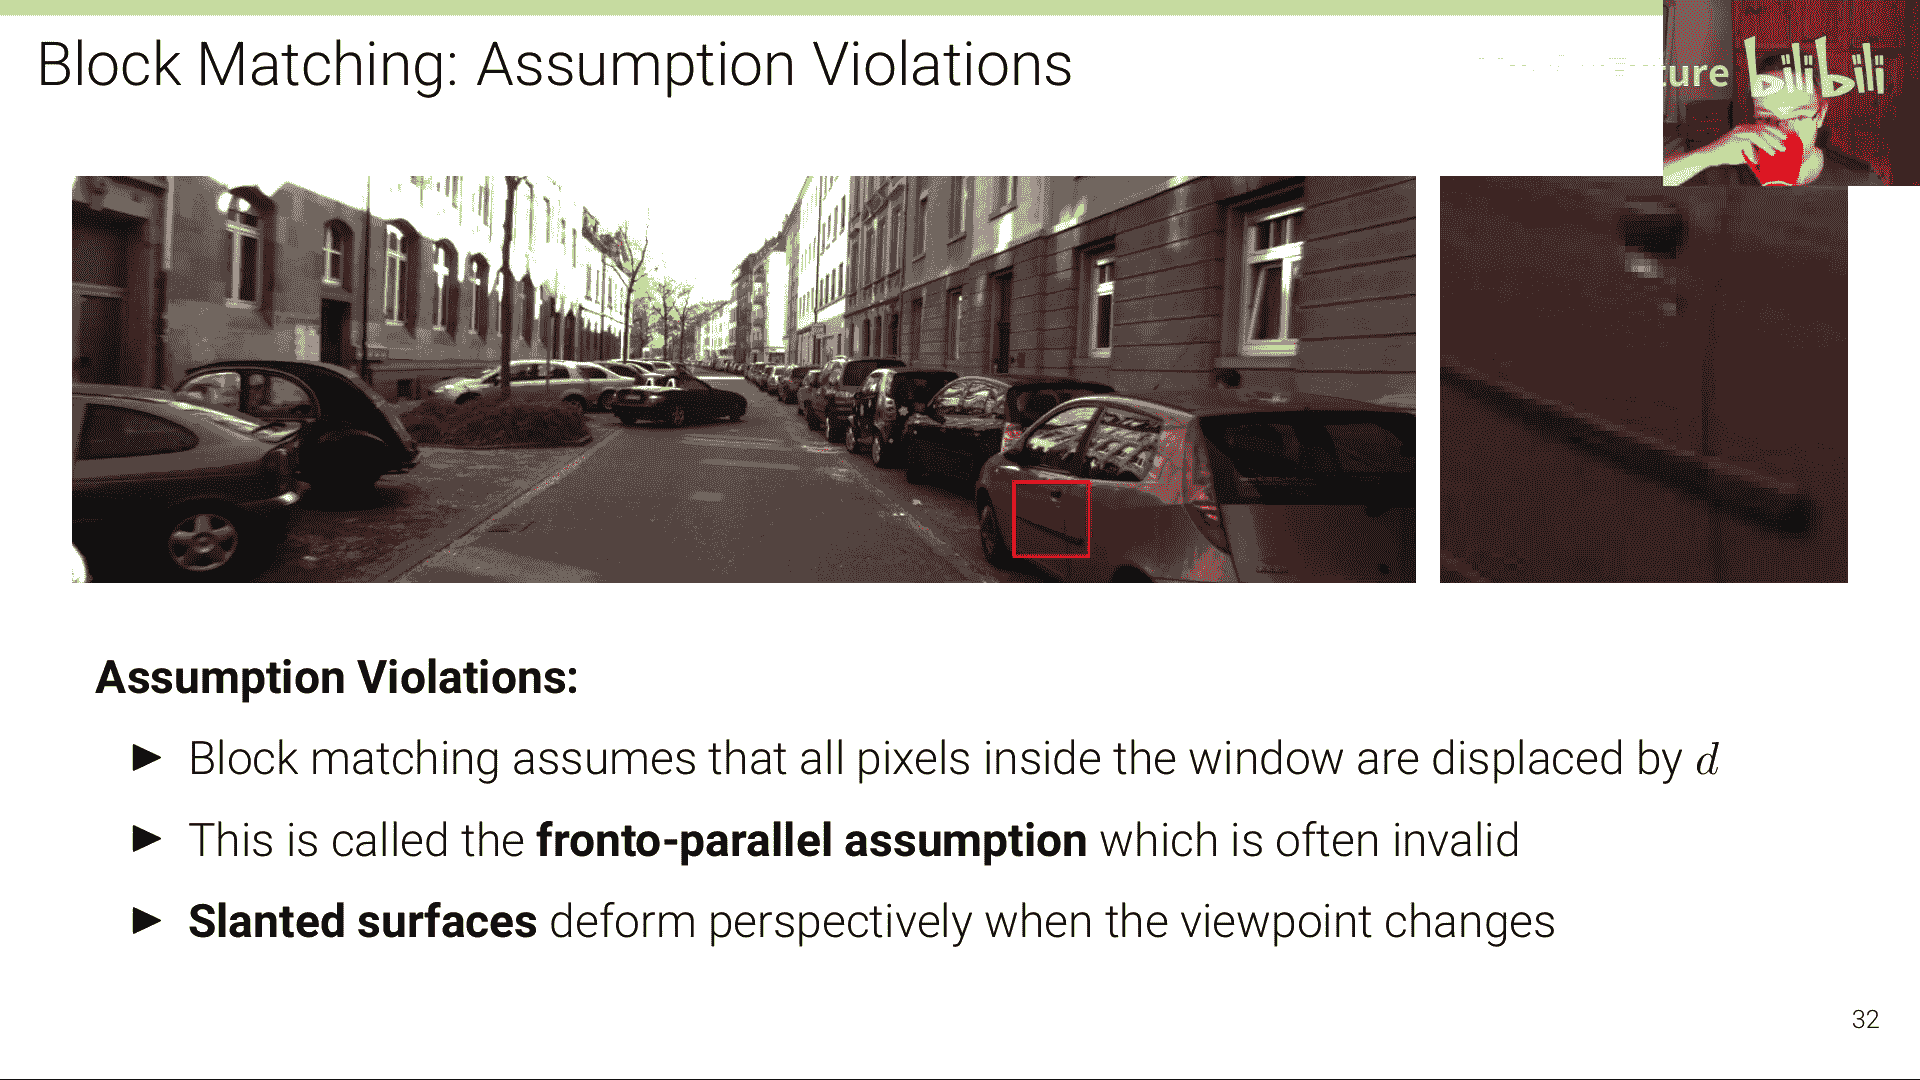 Block Matching: Assumption Violations
ture bilibili
Assumption Violations:
► Block matching assumes that all pixels inside the window are displaced by d
► This is called the fronto-parallel assumption which is often invalid
► Slanted surfaces deform perspectively when the viewpoint changes
32